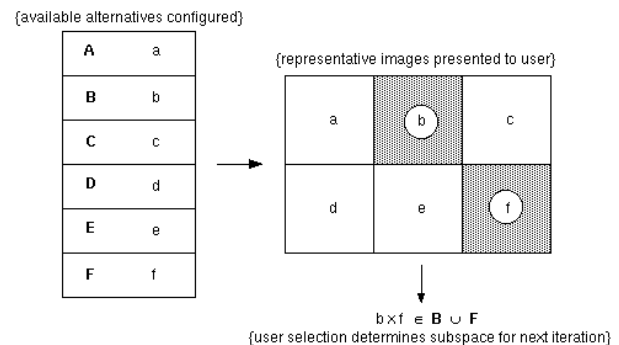 {available alternatives configured}
A a
B b
C c
D d
E e
F f
{representative images presented to user}
a b c
d e f
b x f ∈ B ∪ F
{user selection determines subspace for next iteration}